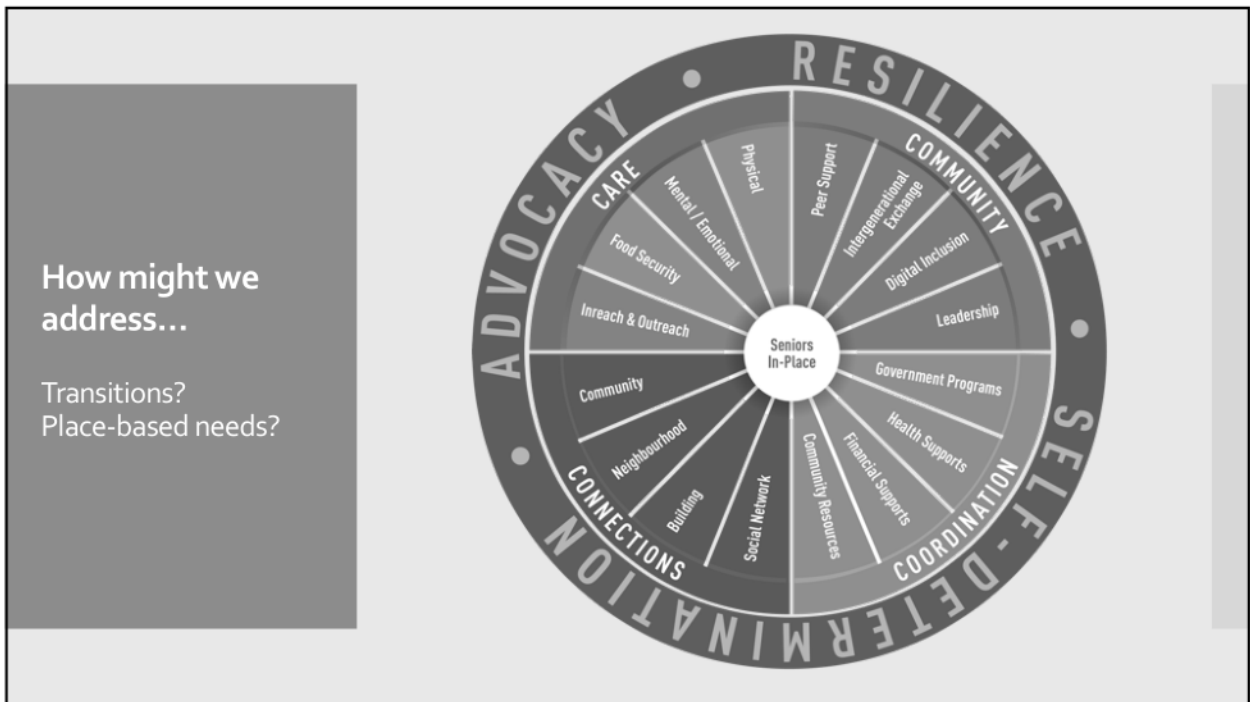 How might we
address...
Transitions?
Place-based needs?
ADVOCACY • RESILIENCE • SELF-DETERMINATION •
CARE
Physical
Mental / Emotional
Food Security
Inreach & Outreach
COMMUNITY
Peer Support
Intergenerational
Exchange
Digital Inclusion
Leadership
Seniors
In-Place
COORDINATION
Government Programs
Health Supports
Financial Supports
Community Resources
CONNECTIONS
Community
Neighbourhood
Building
Social Network